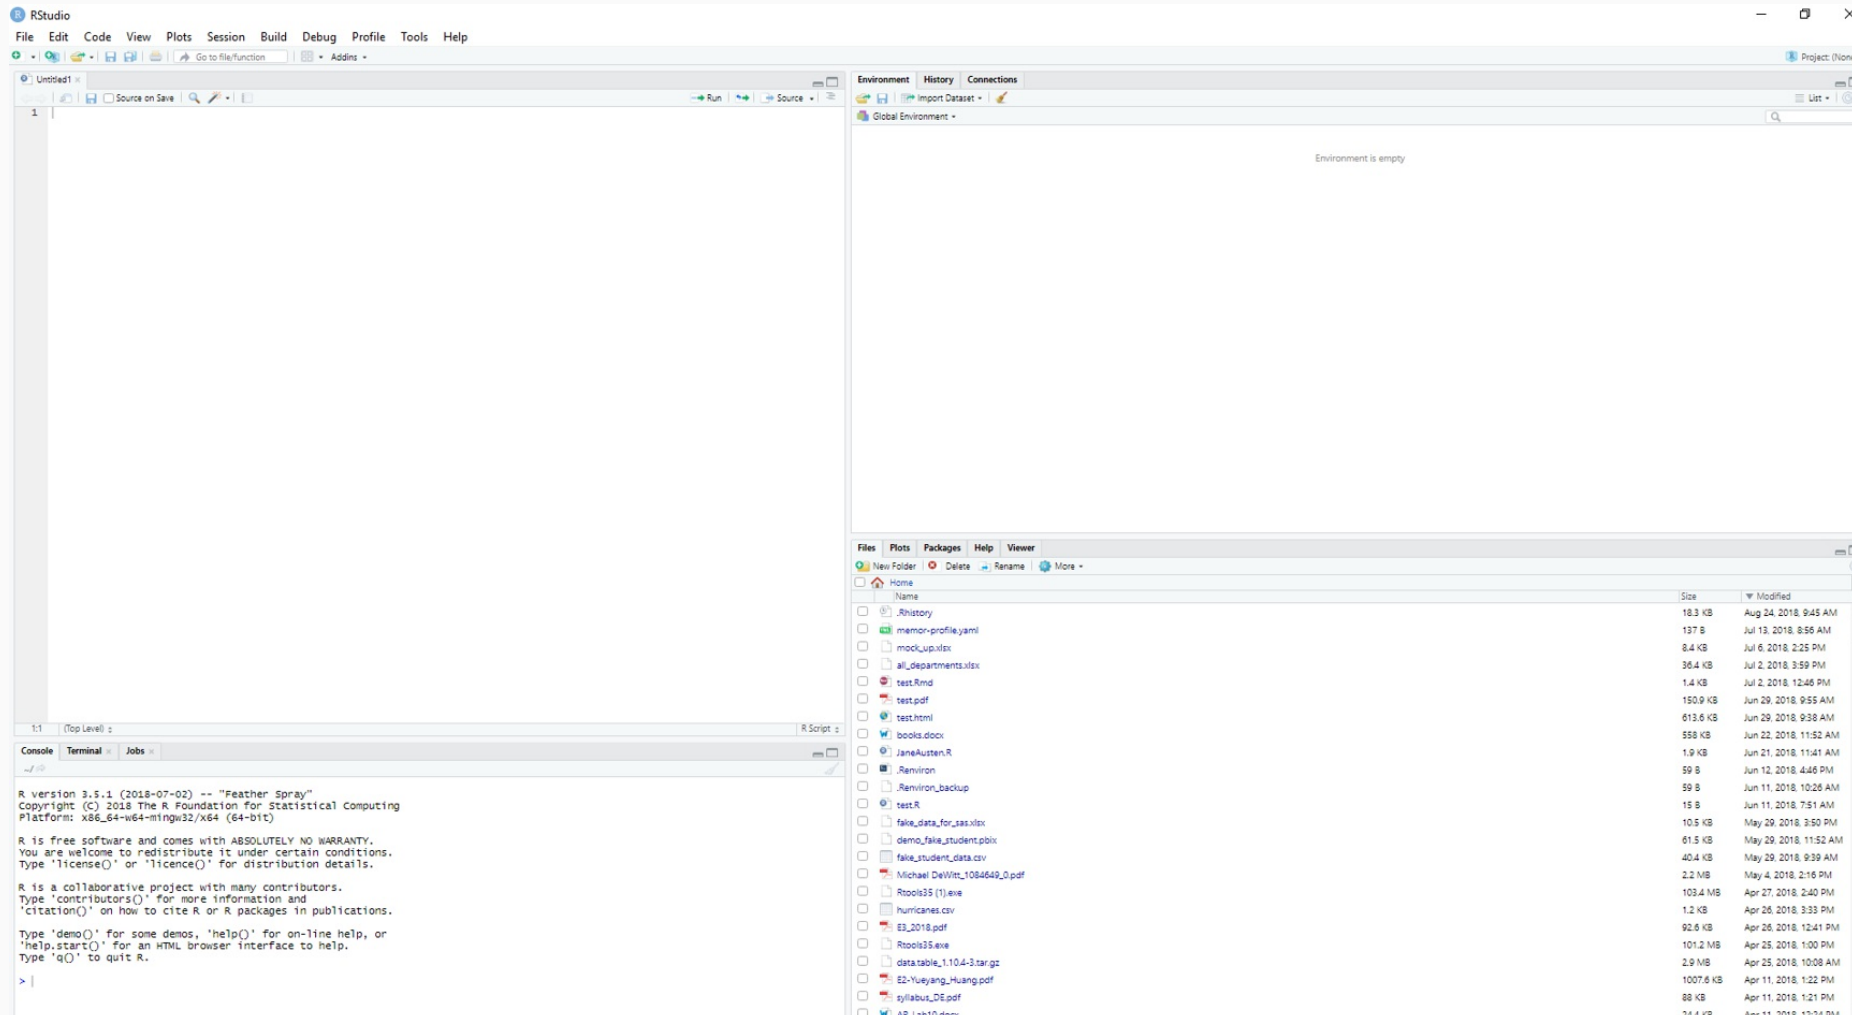 RStudio
File Edit Code View Plots Session Build Debug Profile Tools Help
Go to file/function Addins
Project: (None
Untitled1
Source on Save Run Source
1
1:1 (Top Level) R Script
Console Terminal Jobs
~/
R version 3.5.1 (2018-07-02) -- "Feather Spray"
Copyright (C) 2018 The R Foundation for Statistical Computing
Platform: x86_64-w64-mingw32/x64 (64-bit)
R is free software and comes with ABSOLUTELY NO WARRANTY.
You are welcome to redistribute it under certain conditions.
Type 'license()' or 'licence()' for distribution details.
R is a collaborative project with many contributors.
Type 'contributors()' for more information and
'citation()' on how to cite R or R packages in publications.
Type 'demo()' for some demos, 'help()' for on-line help, or
'help.start()' for an HTML browser interface to help.
Type 'q()' to quit R.
>
Environment History Connections
Import Dataset List
Global Environment
Environment is empty
Files Plots Packages Help Viewer
New Folder Delete Rename More
Home
Name Size Modified
.Rhistory 18.3 KB Aug 24, 2018, 9:45 AM
memor-profile.yaml 137 B Jul 13, 2018, 8:56 AM
mock_up.xlsx 8.4 KB Jul 6, 2018, 2:25 PM
all_departments.xlsx 36.4 KB Jul 2, 2018, 3:59 PM
test.Rmd 1.4 KB Jul 2, 2018, 12:46 PM
test.pdf 150.9 KB Jun 29, 2018, 9:55 AM
test.html 613.6 KB Jun 29, 2018, 9:38 AM
books.docx 558 KB Jun 22, 2018, 11:52 AM
JaneAusten.R 1.9 KB Jun 21, 2018, 11:41 AM
.Renviron 59 B Jun 12, 2018, 4:46 PM
.Renviron_backup 59 B Jun 11, 2018, 10:26 AM
test.R 15 B Jun 11, 2018, 7:51 AM
fake_data_for_sas.xlsx 10.5 KB May 29, 2018, 3:50 PM
demo_fake_student.pbix 61.5 KB May 29, 2018, 11:52 AM
fake_student_data.csv 40.4 KB May 29, 2018, 9:39 AM
Michael DeWitt_1084649_0.pdf 2.2 MB May 4, 2018, 2:16 PM
Rtools35 (1).exe 103.4 MB Apr 27, 2018, 2:40 PM
hurricanes.csv 1.2 KB Apr 26, 2018, 3:33 PM
E3_2018.pdf 92.6 KB Apr 26, 2018, 12:41 PM
Rtools35.exe 101.2 MB Apr 25, 2018, 1:00 PM
data.table_1.10.4-3.tar.gz 2.9 MB Apr 25, 2018, 10:08 AM
E2-Yueyang_Huang.pdf 1007.6 KB Apr 11, 2018, 1:22 PM
syllabus_DE.pdf 88 KB Apr 11, 2018, 1:21 PM